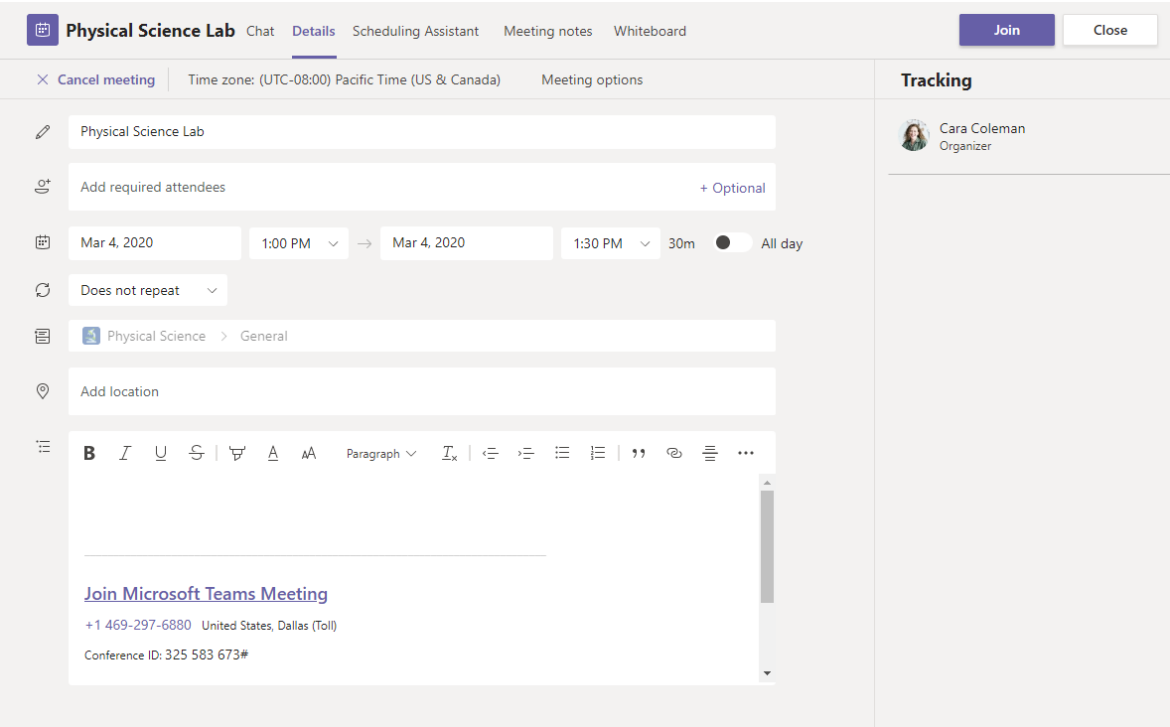 Physical Science Lab Chat Details Scheduling Assistant Meeting notes Whiteboard Join Close
Cancel meeting Time zone: (UTC-08:00) Pacific Time (US & Canada) Meeting options
Tracking
Cara Coleman
Organizer
Physical Science Lab
Add required attendees + Optional
Mar 4, 2020 1:00 PM Mar 4, 2020 1:30 PM 30m All day
Does not repeat
Physical Science > General
Add location
B I U S A AA Paragraph
Join Microsoft Teams Meeting
+1 469-297-6880 United States, Dallas (Toll)
Conference ID: 325 583 673#